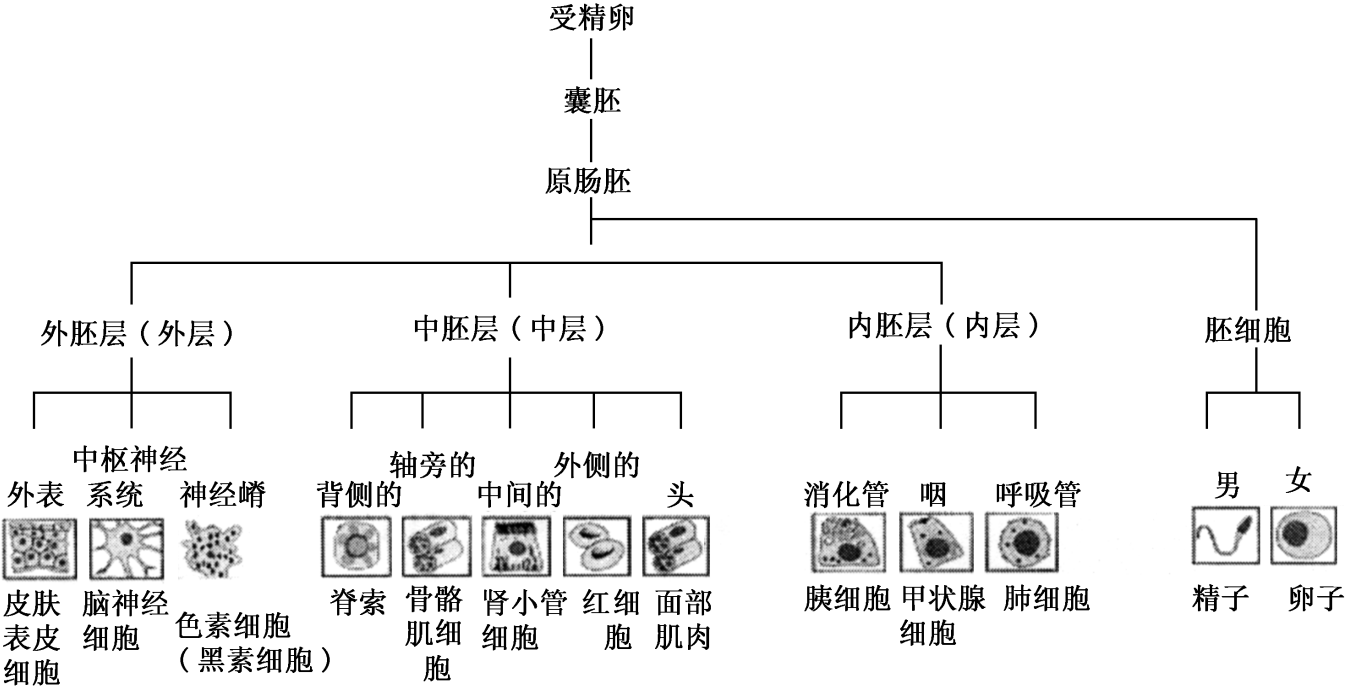 受精卵
囊胚
原肠胚
外胚层（外层）
中胚层（中层）
内胚层（内层）
胚细胞
外表
中枢神经
系统
神经嵴
背侧的
轴旁的
中间的
外侧的
头
消化管
咽
呼吸管
男
女
皮肤
表皮
细胞
脑神经
细胞
色素细胞
（黑素细胞）
脊索
骨骼
肌细
胞
肾小管
细胞
红细
胞
面部
肌肉
胰细胞
甲状腺
细胞
肺细胞
精子
卵子